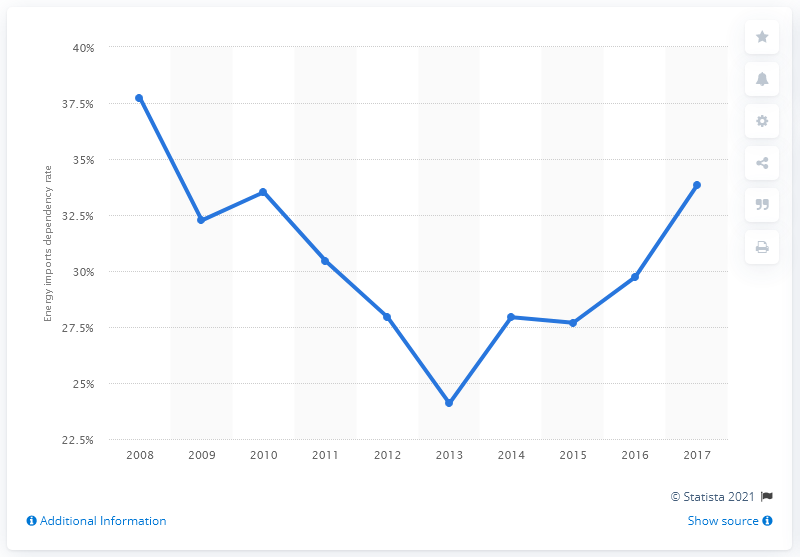 40%
37.5%
35%
32.5%
30%
27.5%
25%
22.5%
Energy imports dependency rate
2008 2009 2010 2011 2012 2013 2014 2015 2016 2017
© Statista 2021
Additional Information
Show source